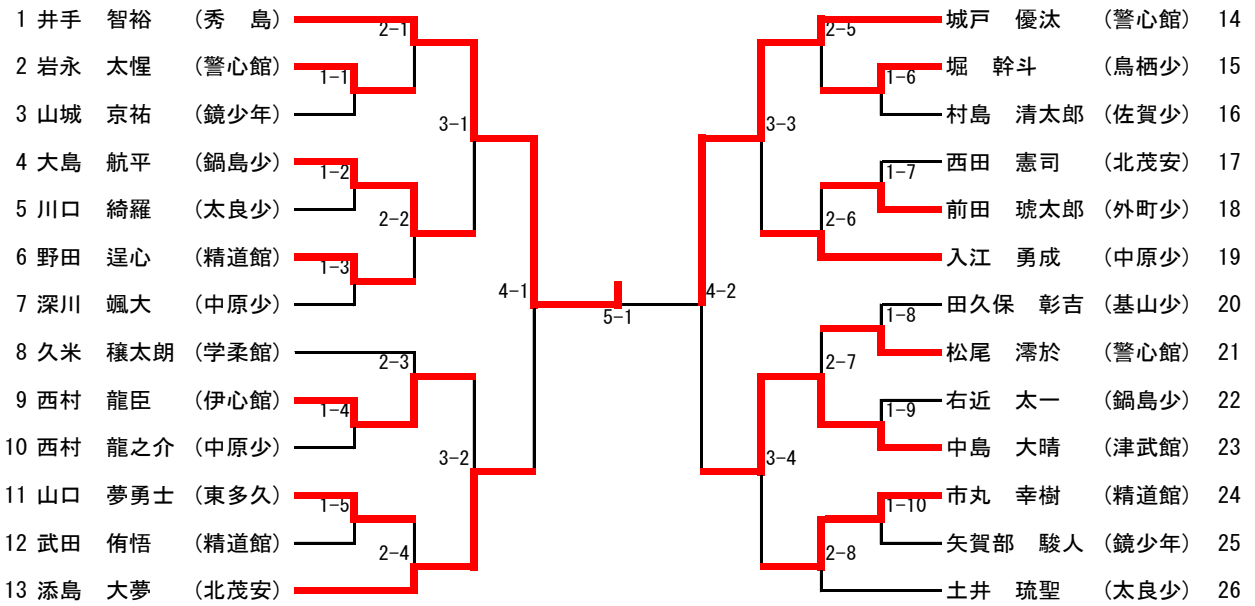 1 井手 智裕 (秀 島)
2 岩永 太惺 (警心館)
3 山城 京祐 (鏡少年)
4 大島 航平 (鍋島少)
5 川口 綺羅 (太良少)
6 野田 逞心 (精道館)
7 深川 颯大 (中原少)
8 久米 穣太朗 (学柔館)
9 西村 龍臣 (伊心館)
10 西村 龍之介 (中原少)
11 山口 夢勇士 (東多久)
12 武田 侑悟 (精道館)
13 添島 大夢 (北茂安)
2-1
1-1
3-1
1-2
2-2
1-3
4-1
2-3
1-4
3-2
1-5
2-4
5-1
2-5
1-6
3-3
1-7
2-6
4-2
1-8
2-7
1-9
3-4
1-10
2-8
城戸 優汰 (警心館) 14
堀 幹斗 (鳥栖少) 15
村島 清太郎 (佐賀少) 16
西田 憲司 (北茂安) 17
前田 琥太郎 (外町少) 18
入江 勇成 (中原少) 19
田久保 彰吉 (基山少) 20
松尾 澪於 (警心館) 21
右近 太一 (鍋島少) 22
中島 大晴 (津武館) 23
市丸 幸樹 (精道館) 24
矢賀部 駿人 (鏡少年) 25
土井 琉聖 (太良少) 26